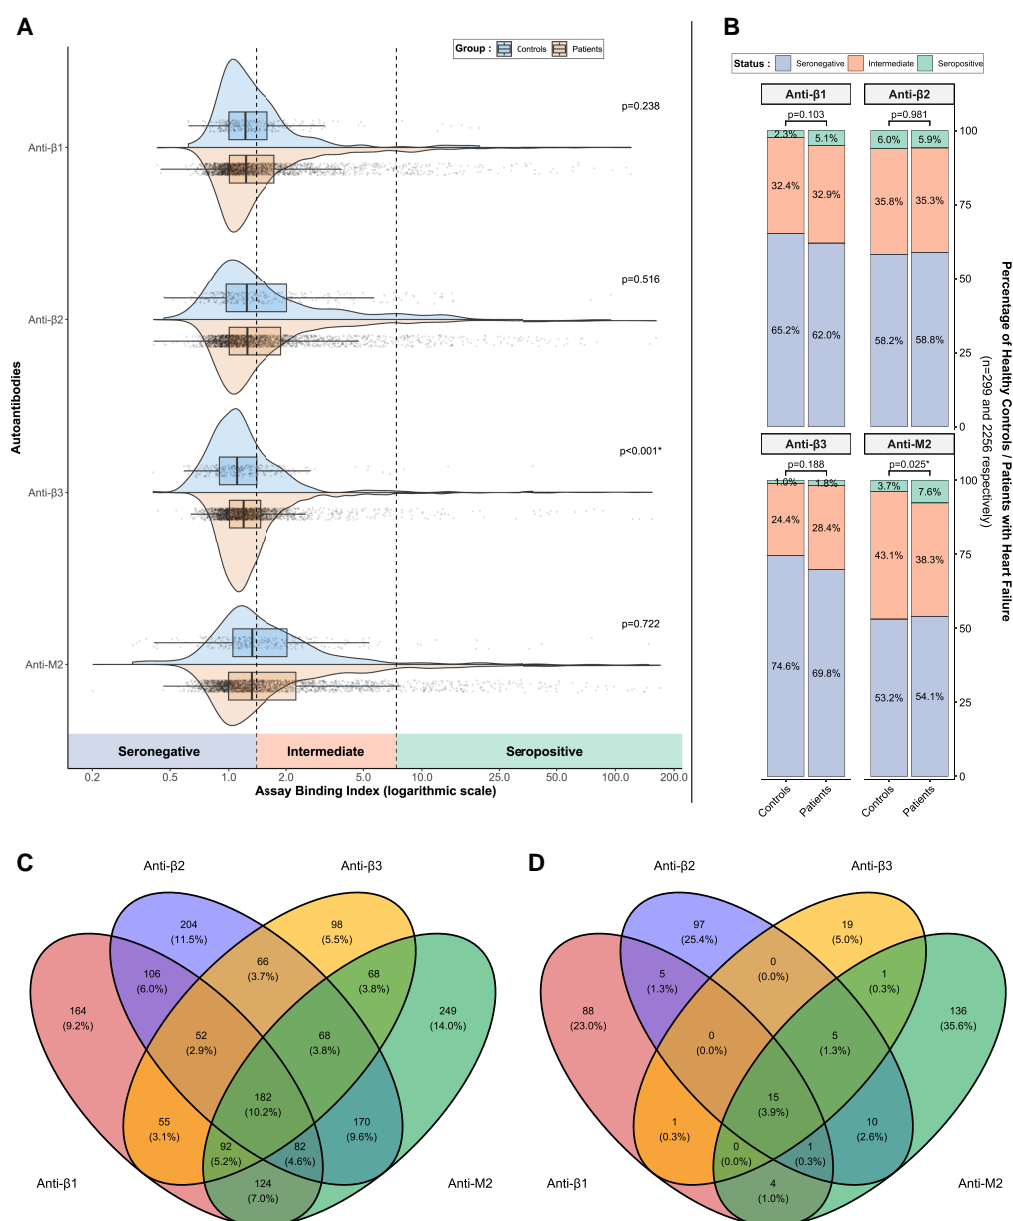 A
Group :
Controls
Patients
Autoantibodies
Anti-β1
p=0.238
Anti-β2
p=0.516
Anti-β3
p<0.001*
Anti-M2
p=0.722
Seronegative
Intermediate
Seropositive
0.2
0.5
1.0
2.0
5.0
10.0
25.0
50.0
100.0
200.0
Assay Binding Index (logarithmic scale)
B
Status :
Seronegative
Intermediate
Seropositive
Anti-β1
p=0.103
2.3%
5.1%
32.4%
32.9%
65.2%
62.0%
Anti-β2
p=0.981
6.0%
5.9%
35.8%
35.3%
58.2%
58.8%
100
75
50
25
0
Anti-β3
p=0.188
1.0%
1.8%
24.4%
28.4%
74.6%
69.8%
Anti-M2
p=0.025*
3.7%
7.6%
43.1%
38.3%
53.2%
54.1%
100
75
50
25
0
Controls
Patients
Controls
Patients
Percentage of Healthy Controls / Patients with Heart Failure
(n=299 and 2256 respectively)
C
Anti-β2
Anti-β3
204
(11.5%)
98
(5.5%)
66
(3.7%)
106
(6.0%)
68
(3.8%)
164
(9.2%)
249
(14.0%)
52
(2.9%)
68
(3.8%)
182
(10.2%)
55
(3.1%)
170
(9.6%)
92
(5.2%)
82
(4.6%)
124
(7.0%)
Anti-β1
Anti-M2
D
Anti-β2
Anti-β3
97
(25.4%)
19
(5.0%)
0
(0.0%)
5
(1.3%)
1
(0.3%)
88
(23.0%)
136
(35.6%)
0
(0.0%)
5
(1.3%)
15
(3.9%)
1
(0.3%)
10
(2.6%)
0
(0.0%)
1
(0.3%)
4
(1.0%)
Anti-β1
Anti-M2